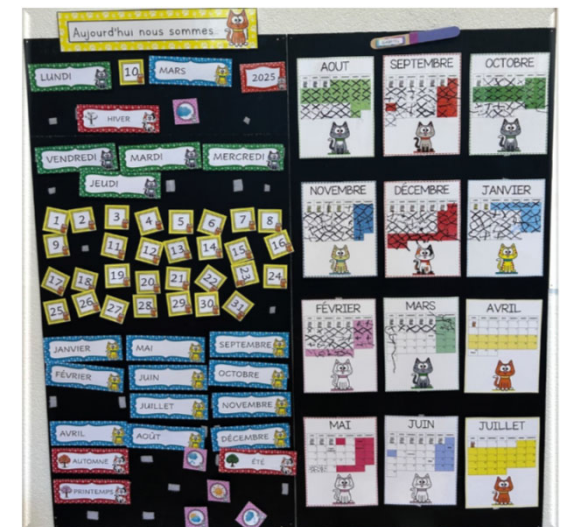 Aujourd'hui nous sommes
LUNDI
10
MARS
2025
HIVER
VENDREDI
MARDI
MERCREDI
JEUDI
1 2 3 4 5 6 7 8
9 11 12 13 14 15 16
17 18 19 20 21 22 23 24
25 26 27 28 29 30 31
JANVIER
MAI
SEPTEMBRE
FÉVRIER
JUIN
OCTOBRE
JUILLET
NOVEMBRE
AVRIL
AOÛT
DÉCEMBRE
AUTOMNE
ÉTÉ
PRINTEMPS
AOUT
SEPTEMBRE
OCTOBRE
NOVEMBRE
DÉCEMBRE
JANVIER
FÉVRIER
MARS
AVRIL
MAI
JUIN
JUILLET